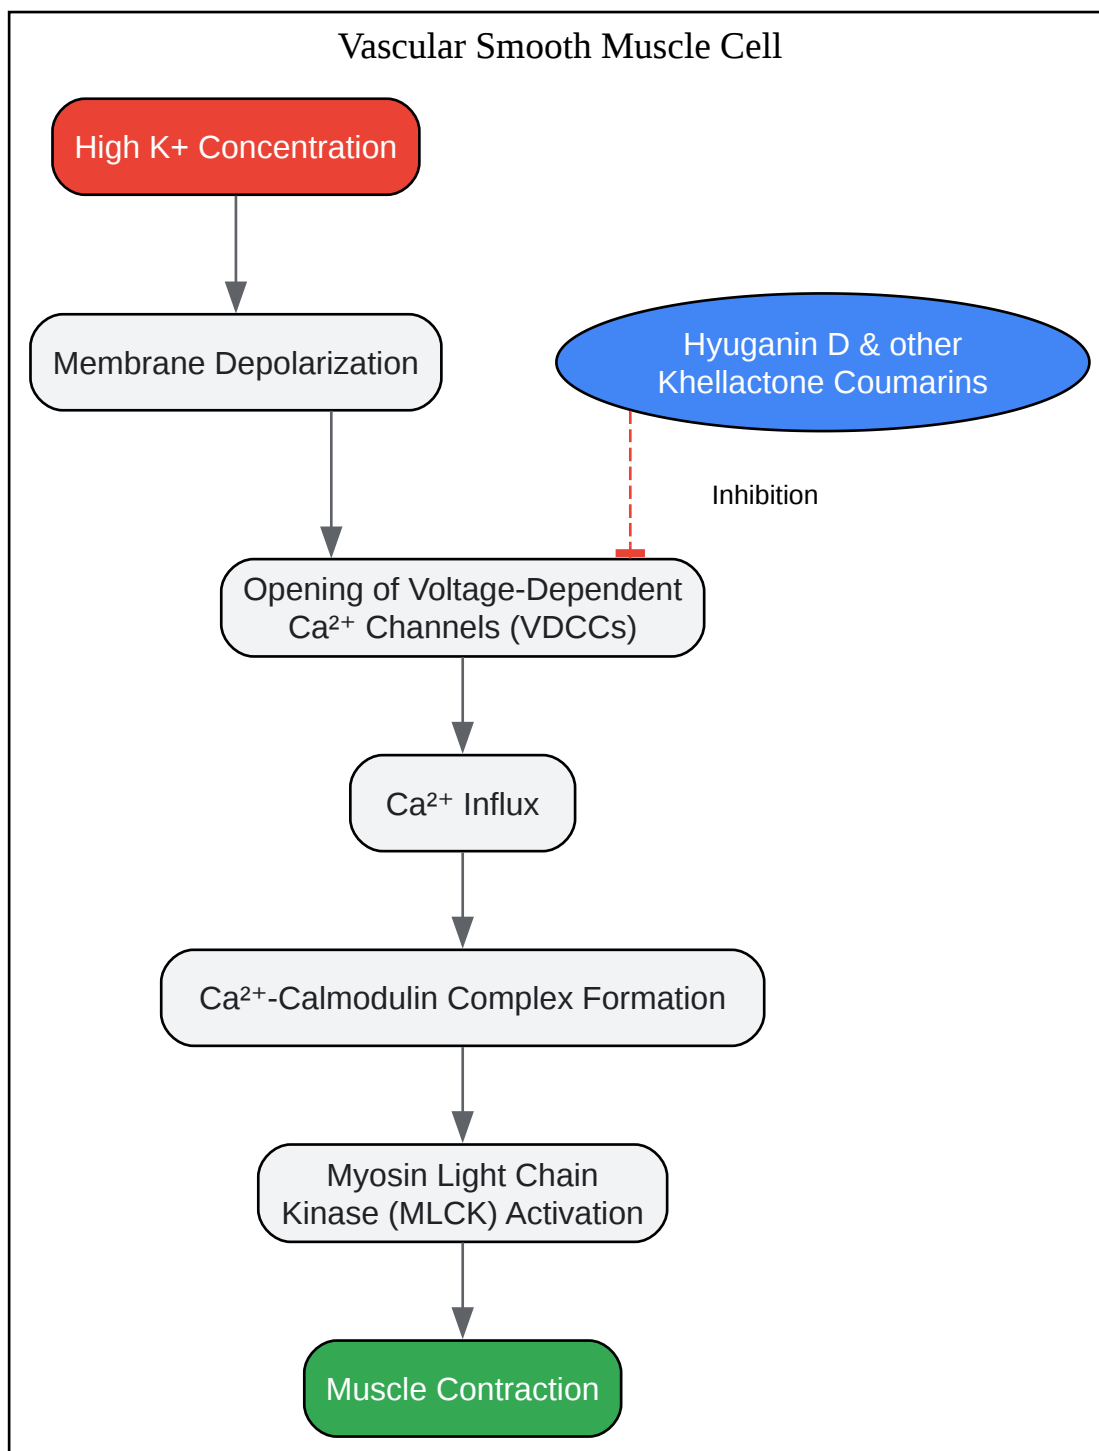 Vascular Smooth Muscle Cell
High K+ Concentration
Membrane Depolarization
Hyuganin D & other
Khellactone Coumarins
Inhibition
Opening of Voltage-Dependent
Ca²⁺ Channels (VDCCs)
Ca²⁺ Influx
Ca²⁺-Calmodulin Complex Formation
Myosin Light Chain
Kinase (MLCK) Activation
Muscle Contraction